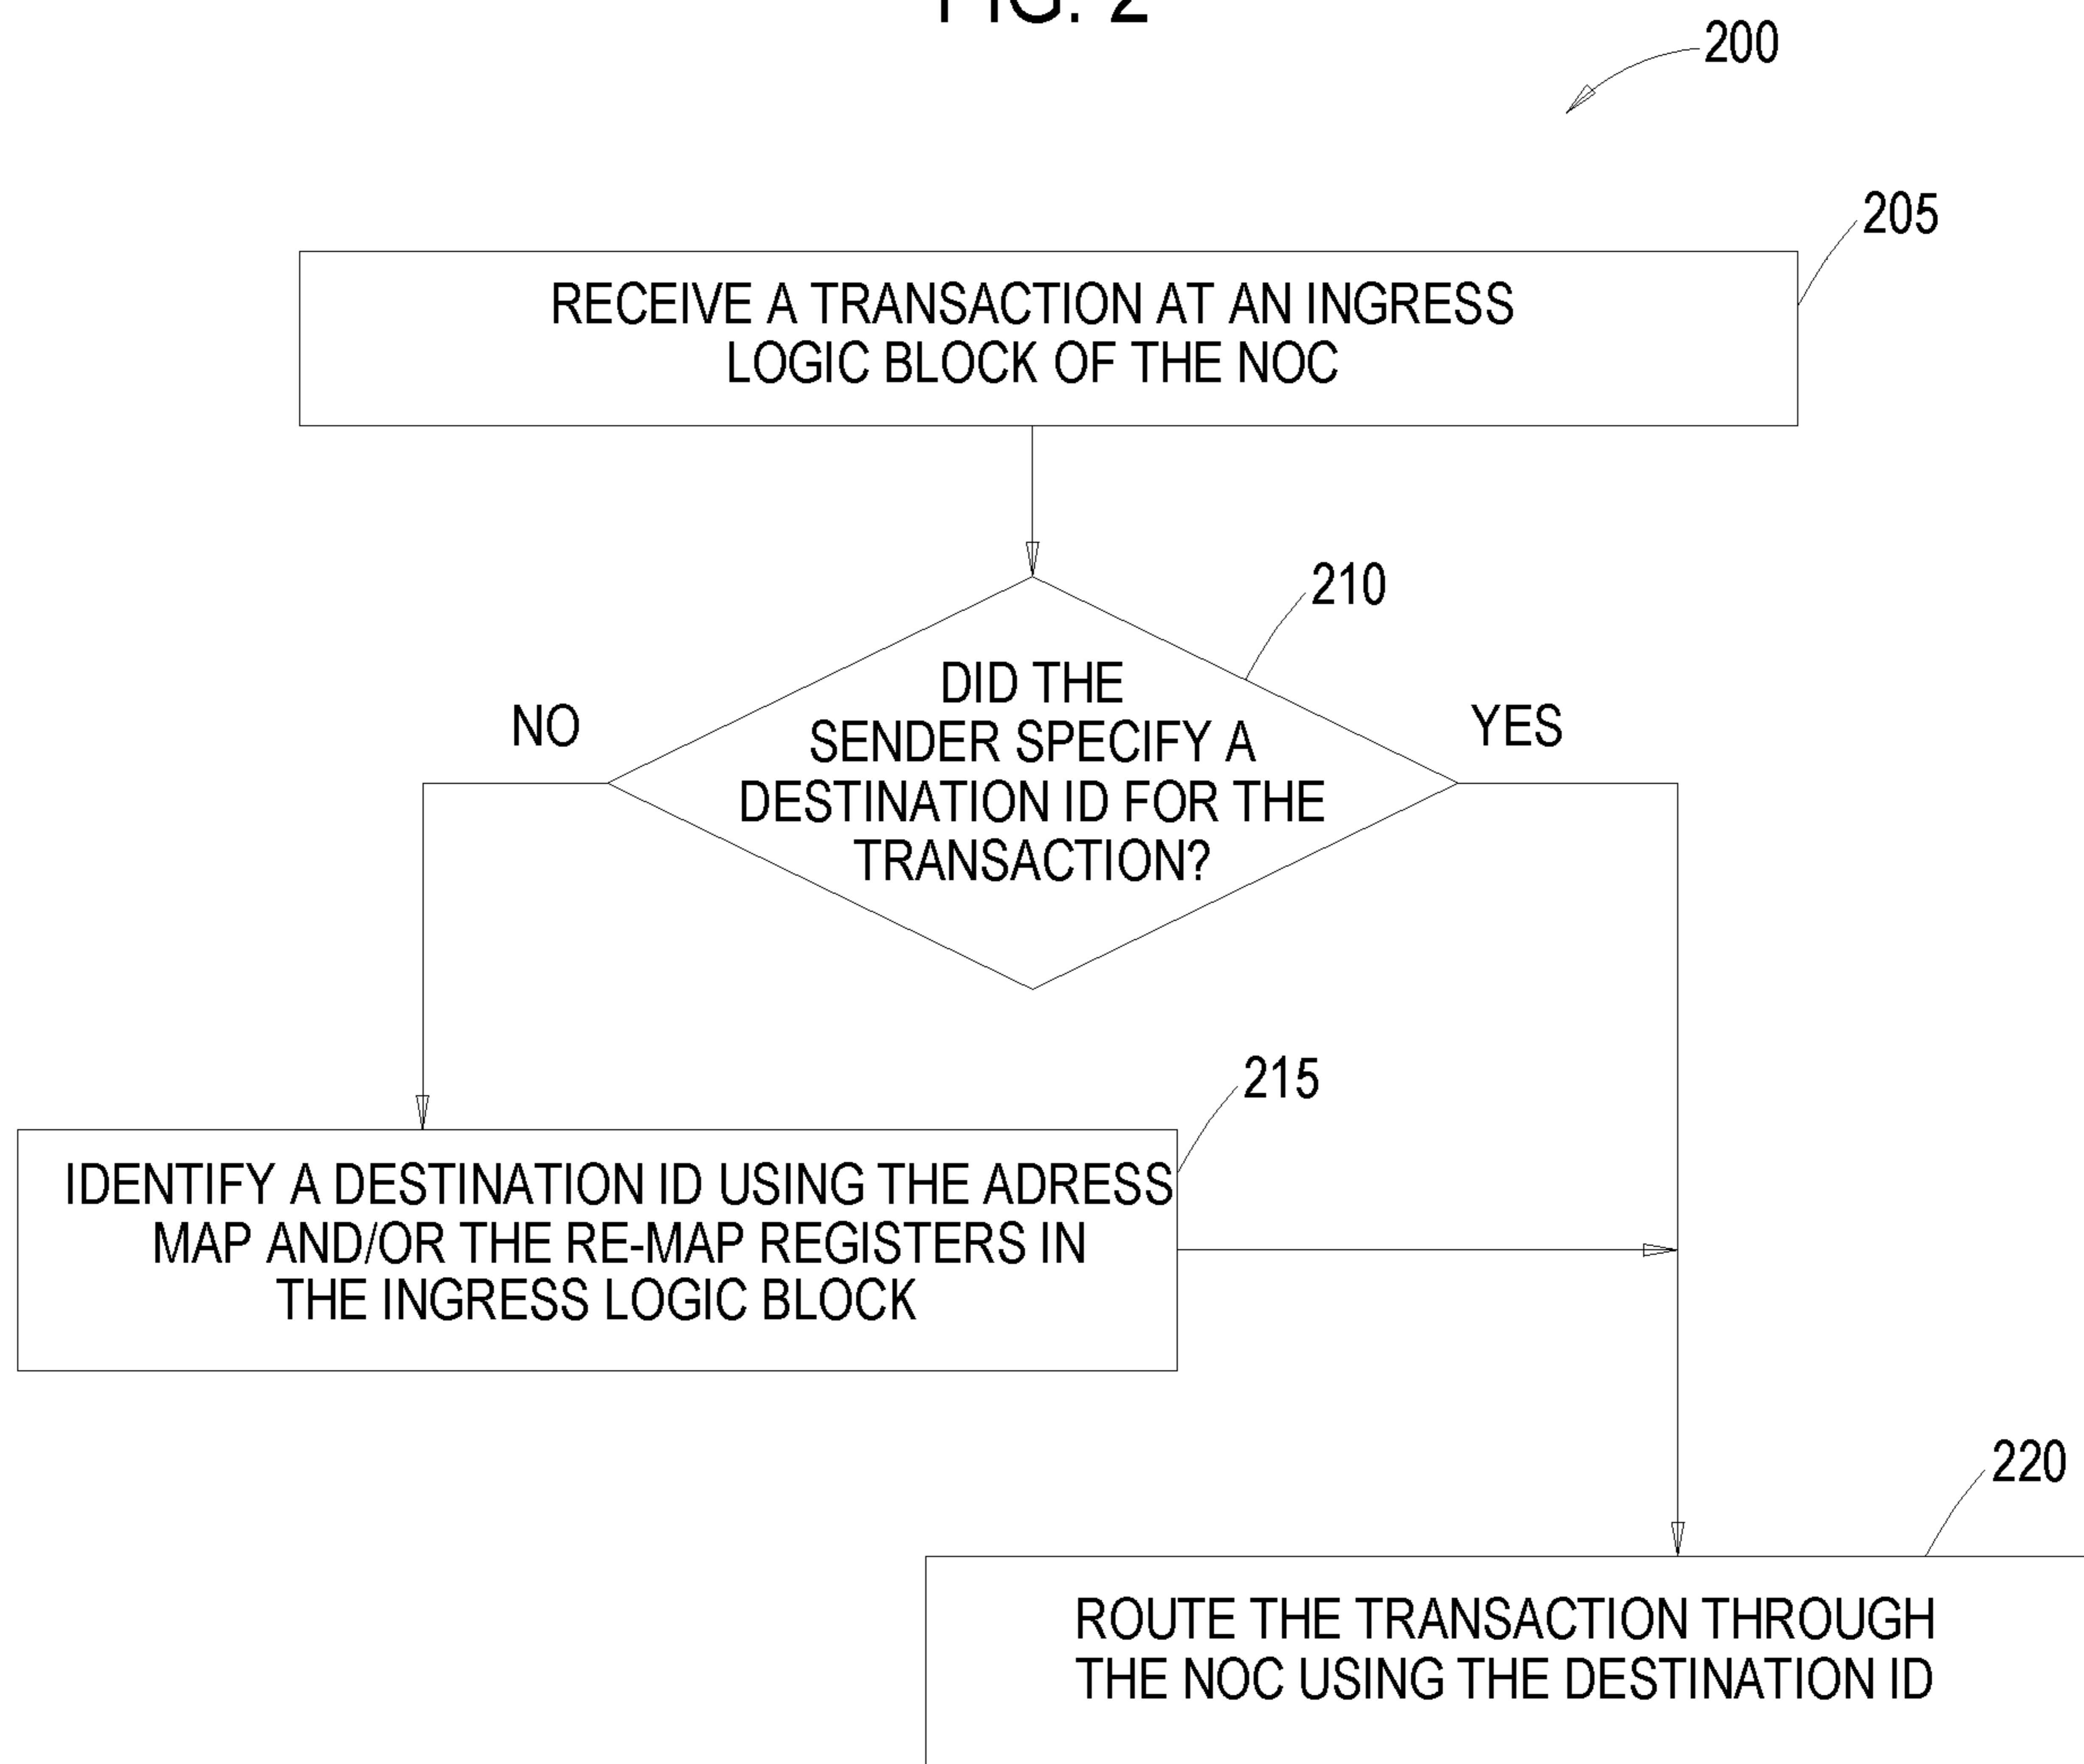 FIG. 2
200
205
RECEIVE A TRANSACTION AT AN INGRESS
LOGIC BLOCK OF THE NOC
210
DID THE
SENDER SPECIFY A
DESTINATION ID FOR THE
TRANSACTION?
NO
YES
215
IDENTIFY A DESTINATION ID USING THE ADRESS
MAP AND/OR THE RE-MAP REGISTERS IN
THE INGRESS LOGIC BLOCK
220
ROUTE THE TRANSACTION THROUGH
THE NOC USING THE DESTINATION ID